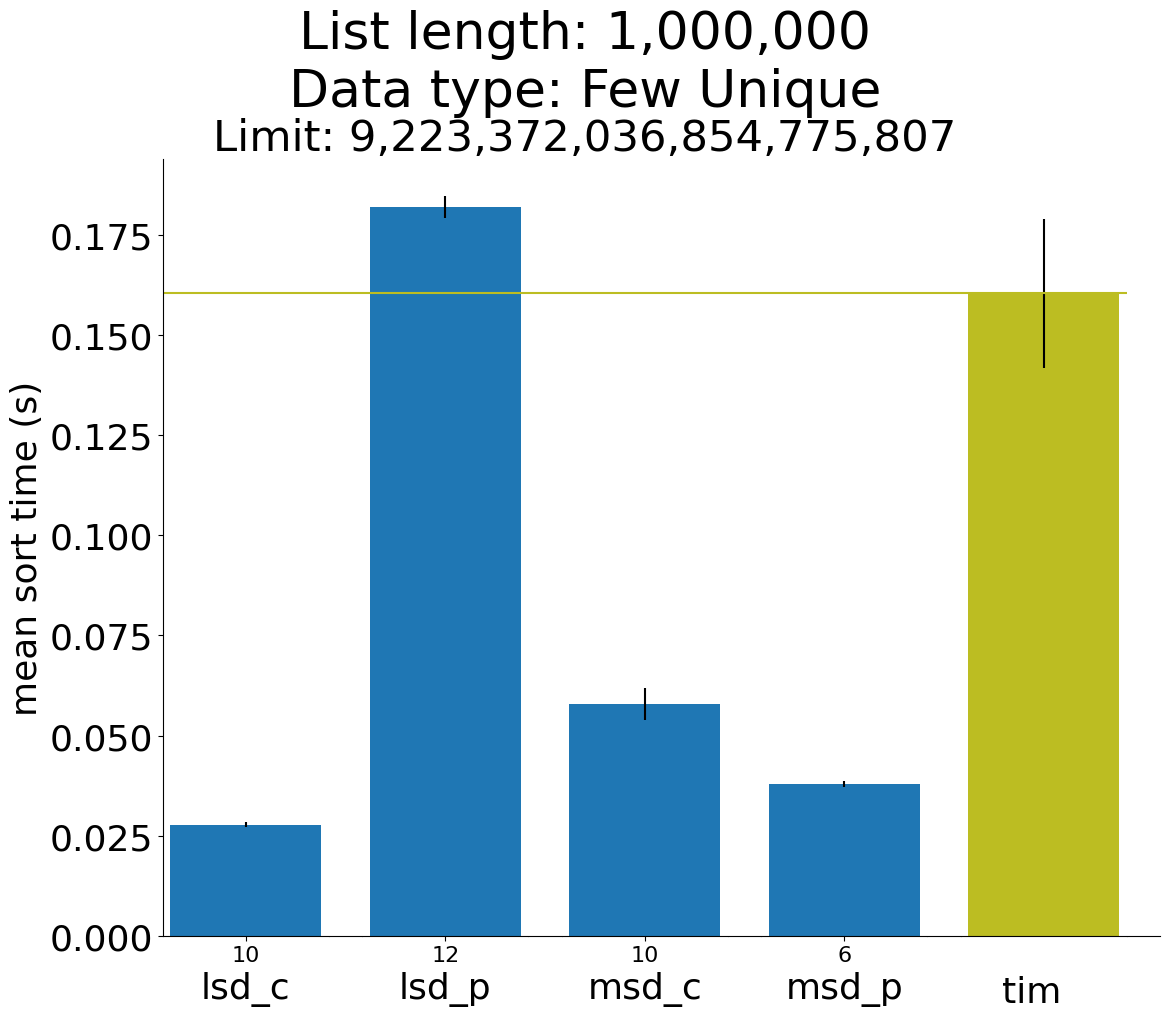 List length: 1,000,000
Data type: Few Unique
Limit: 9,223,372,036,854,775,807
mean sort time (s)
0.175
0.150
0.125
0.100
0.075
0.050
0.025
0.000
10 12 10 6
lsd_c lsd_p msd_c msd_p tim